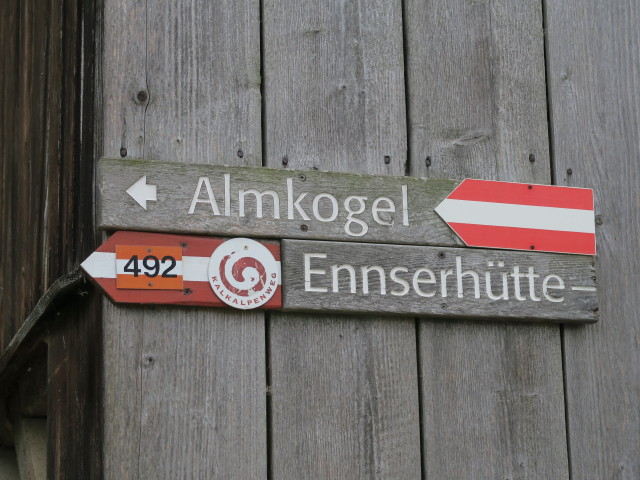 Almkogel
492
KALKALPENWEG
Ennserhütte